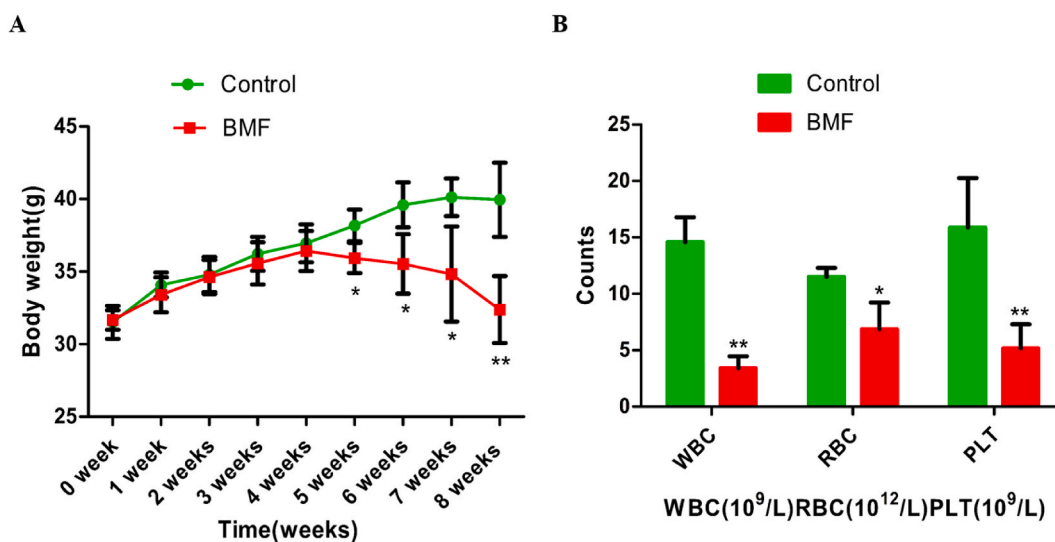 A
Control
BMF
45
40
35
30
25
Body weight(g)
*
*
*
**
0 week
1 week
2 weeks
3 weeks
4 weeks
5 weeks
6 weeks
7 weeks
8 weeks
Time(weeks)
B
Control
BMF
25
20
15
10
5
0
Counts
**
*
**
WBC
RBC
PLT
WBC(10⁹/L)RBC(10¹²/L)PLT(10⁹/L)